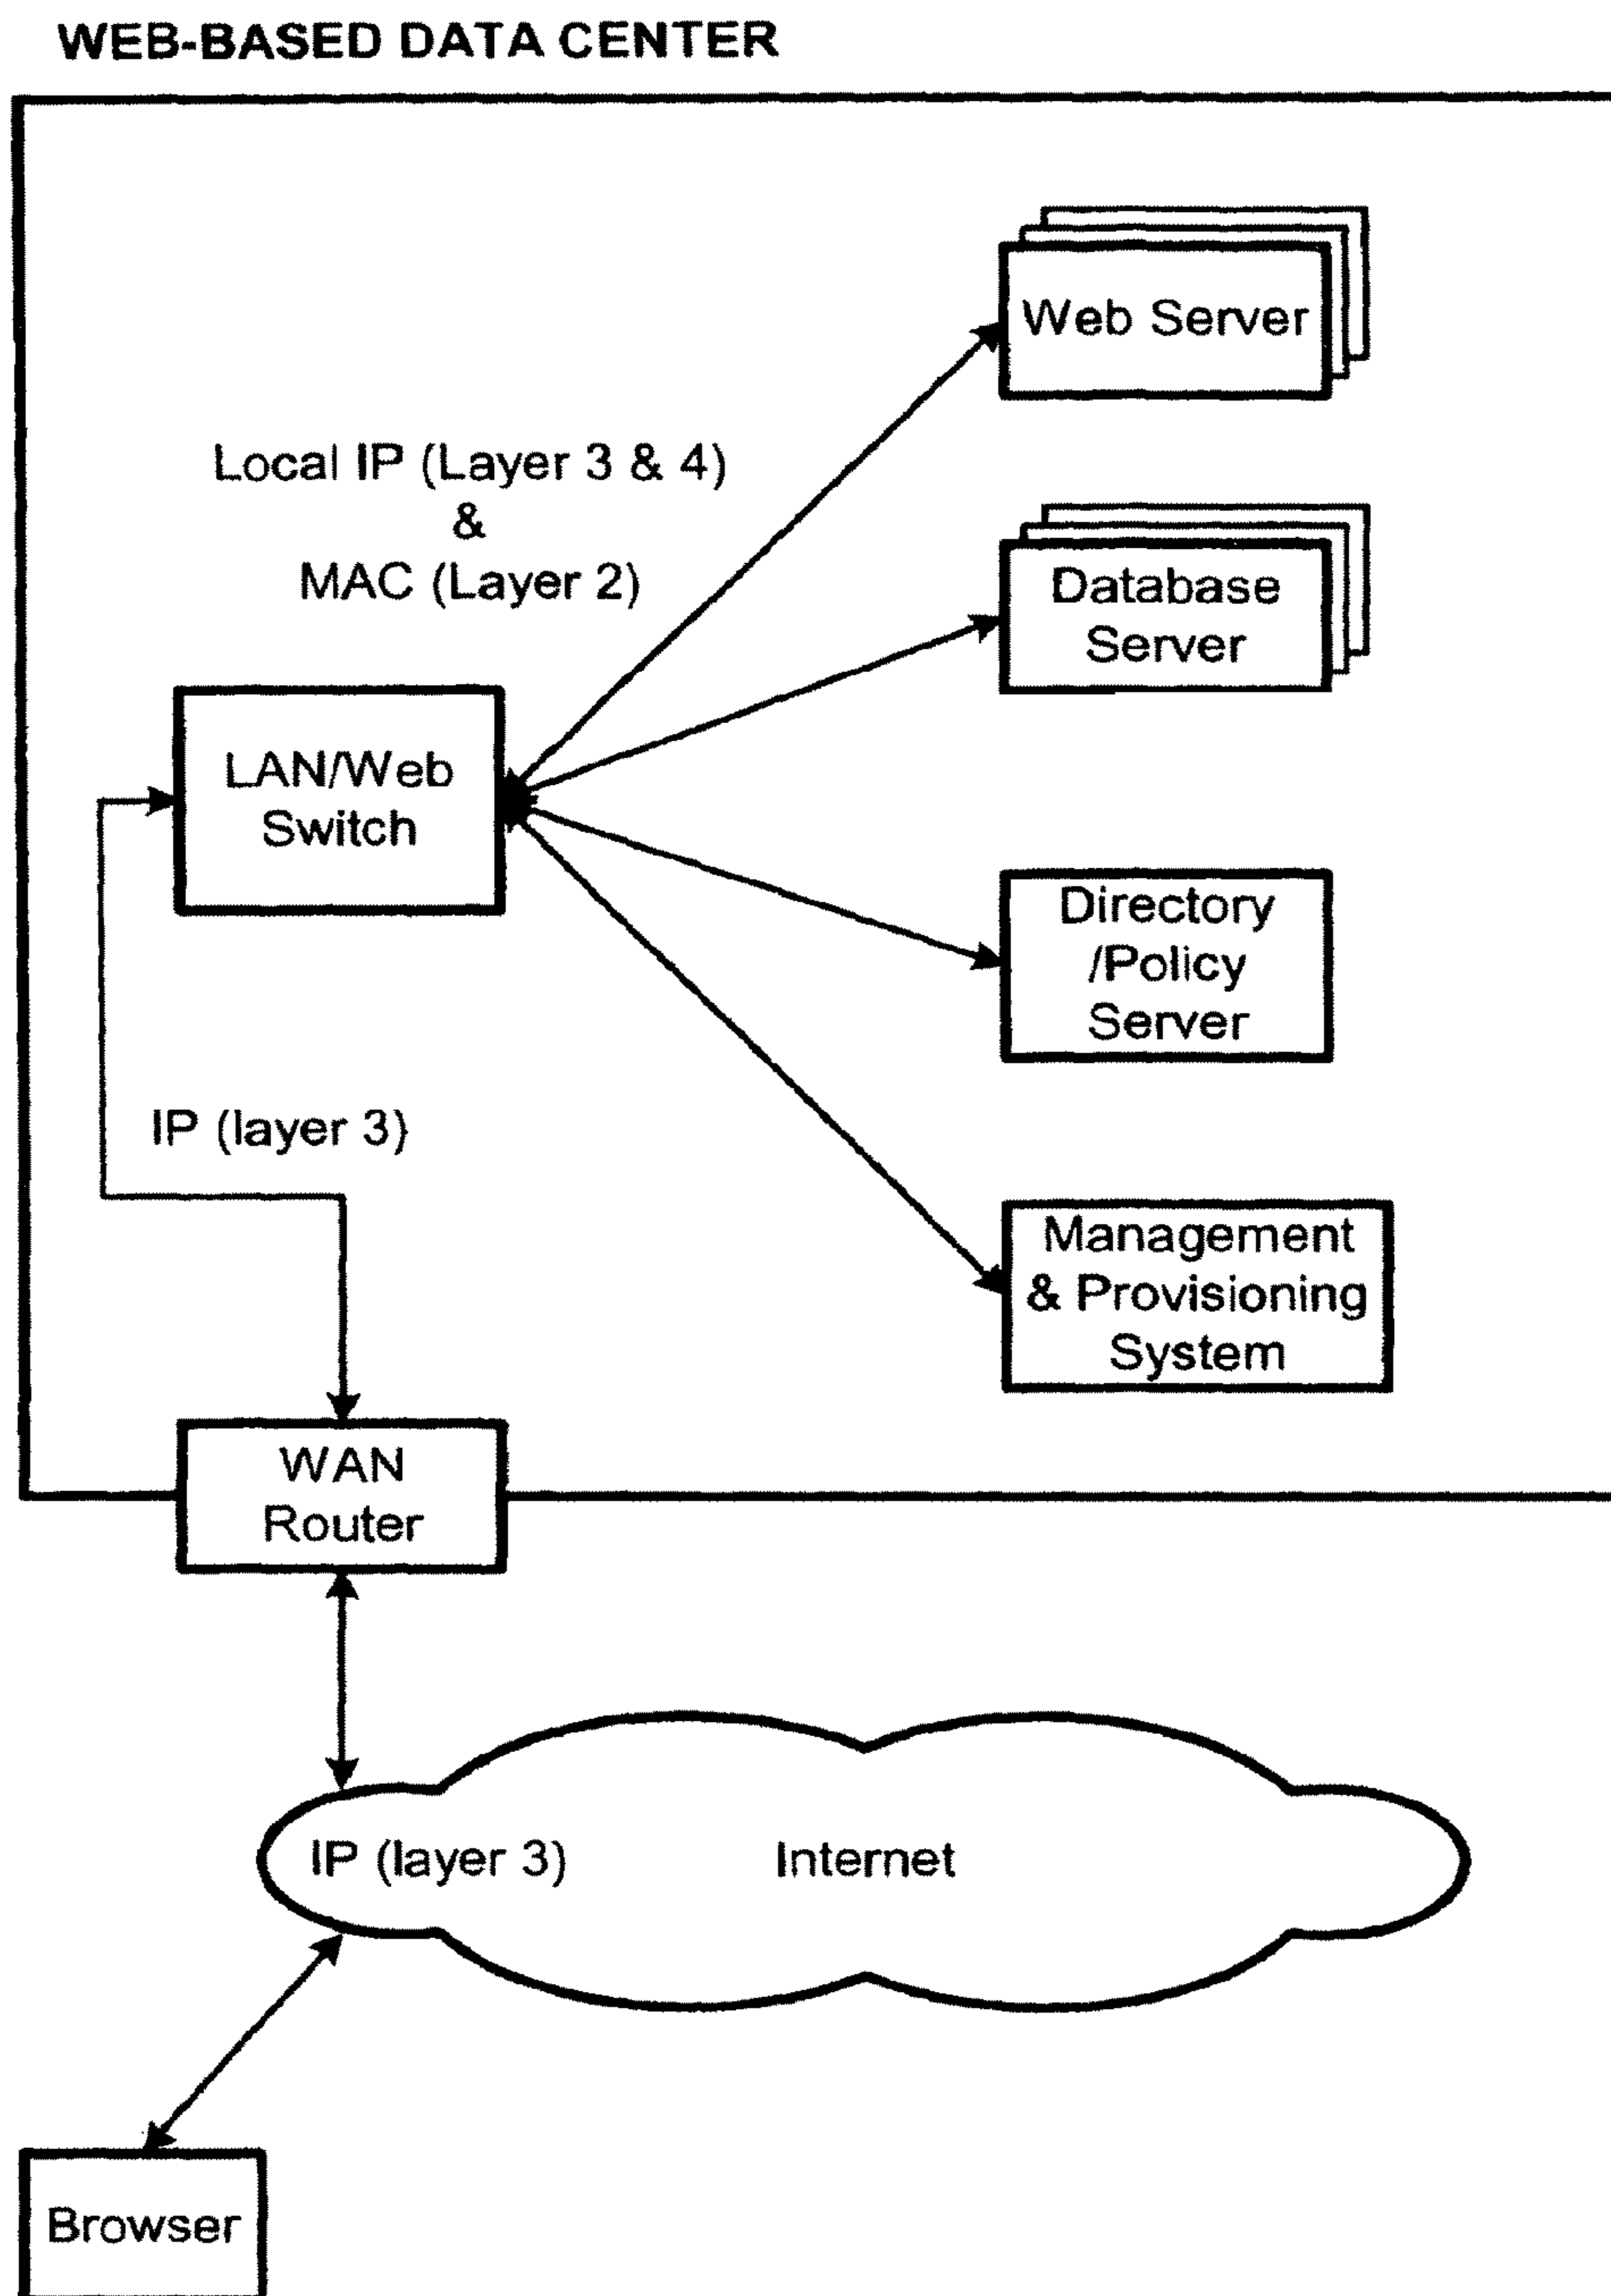 WEB-BASED DATA CENTER
Web Server
Local IP (Layer 3 & 4)
&
MAC (Layer 2)
Database
Server
LAN/Web
Switch
Directory
/Policy
Server
IP (layer 3)
Management
& Provisioning
System
WAN
Router
IP (layer 3)
Internet
Browser